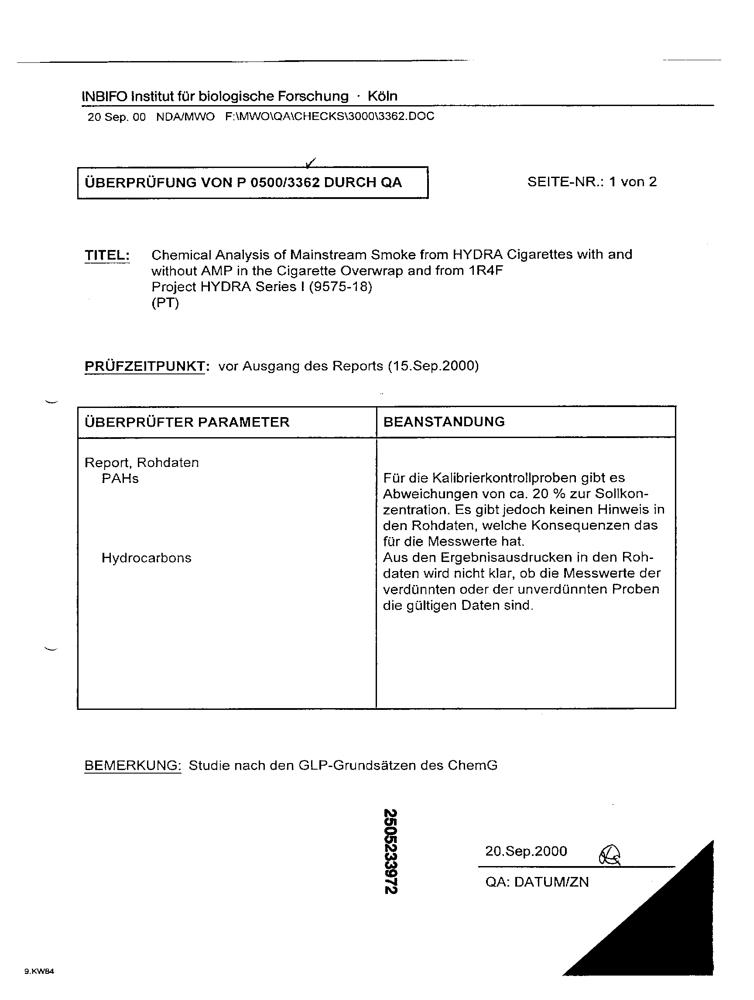 INBIFO Institut für biologische Forschung · Köln
20 Sep. 00 NDA/MWO F:\MWO\QA\CHECKS\3000\3362.DOC
ÜBERPRÜFUNG VON P 0500/3362 DURCH QA
SEITE-NR.: 1 von 2
TITEL: Chemical Analysis of Mainstream Smoke from HYDRA Cigarettes with and
without AMP in the Cigarette Overwrap and from 1R4F
Project HYDRA Series I (9575-18)
(PT)
PRÜFZEITPUNKT: vor Ausgang des Reports (15.Sep.2000)
ÜBERPRÜFTER PARAMETER
BEANSTANDUNG
Report, Rohdaten
PAHs
Für die Kalibrierkontrollproben gibt es
Abweichungen von ca. 20 % zur Sollkon-
zentration. Es gibt jedoch keinen Hinweis in
den Rohdaten, welche Konsequenzen das
für die Messwerte hat.
Hydrocarbons
Aus den Ergebnisausdrucken in den Roh-
daten wird nicht klar, ob die Messwerte der
verdünnten oder der unverdünnten Proben
die gültigen Daten sind.
BEMERKUNG: Studie nach den GLP-Grundsätzen des ChemG
2505233972
20.Sep.2000
QA: DATUM/ZN
9.KW84